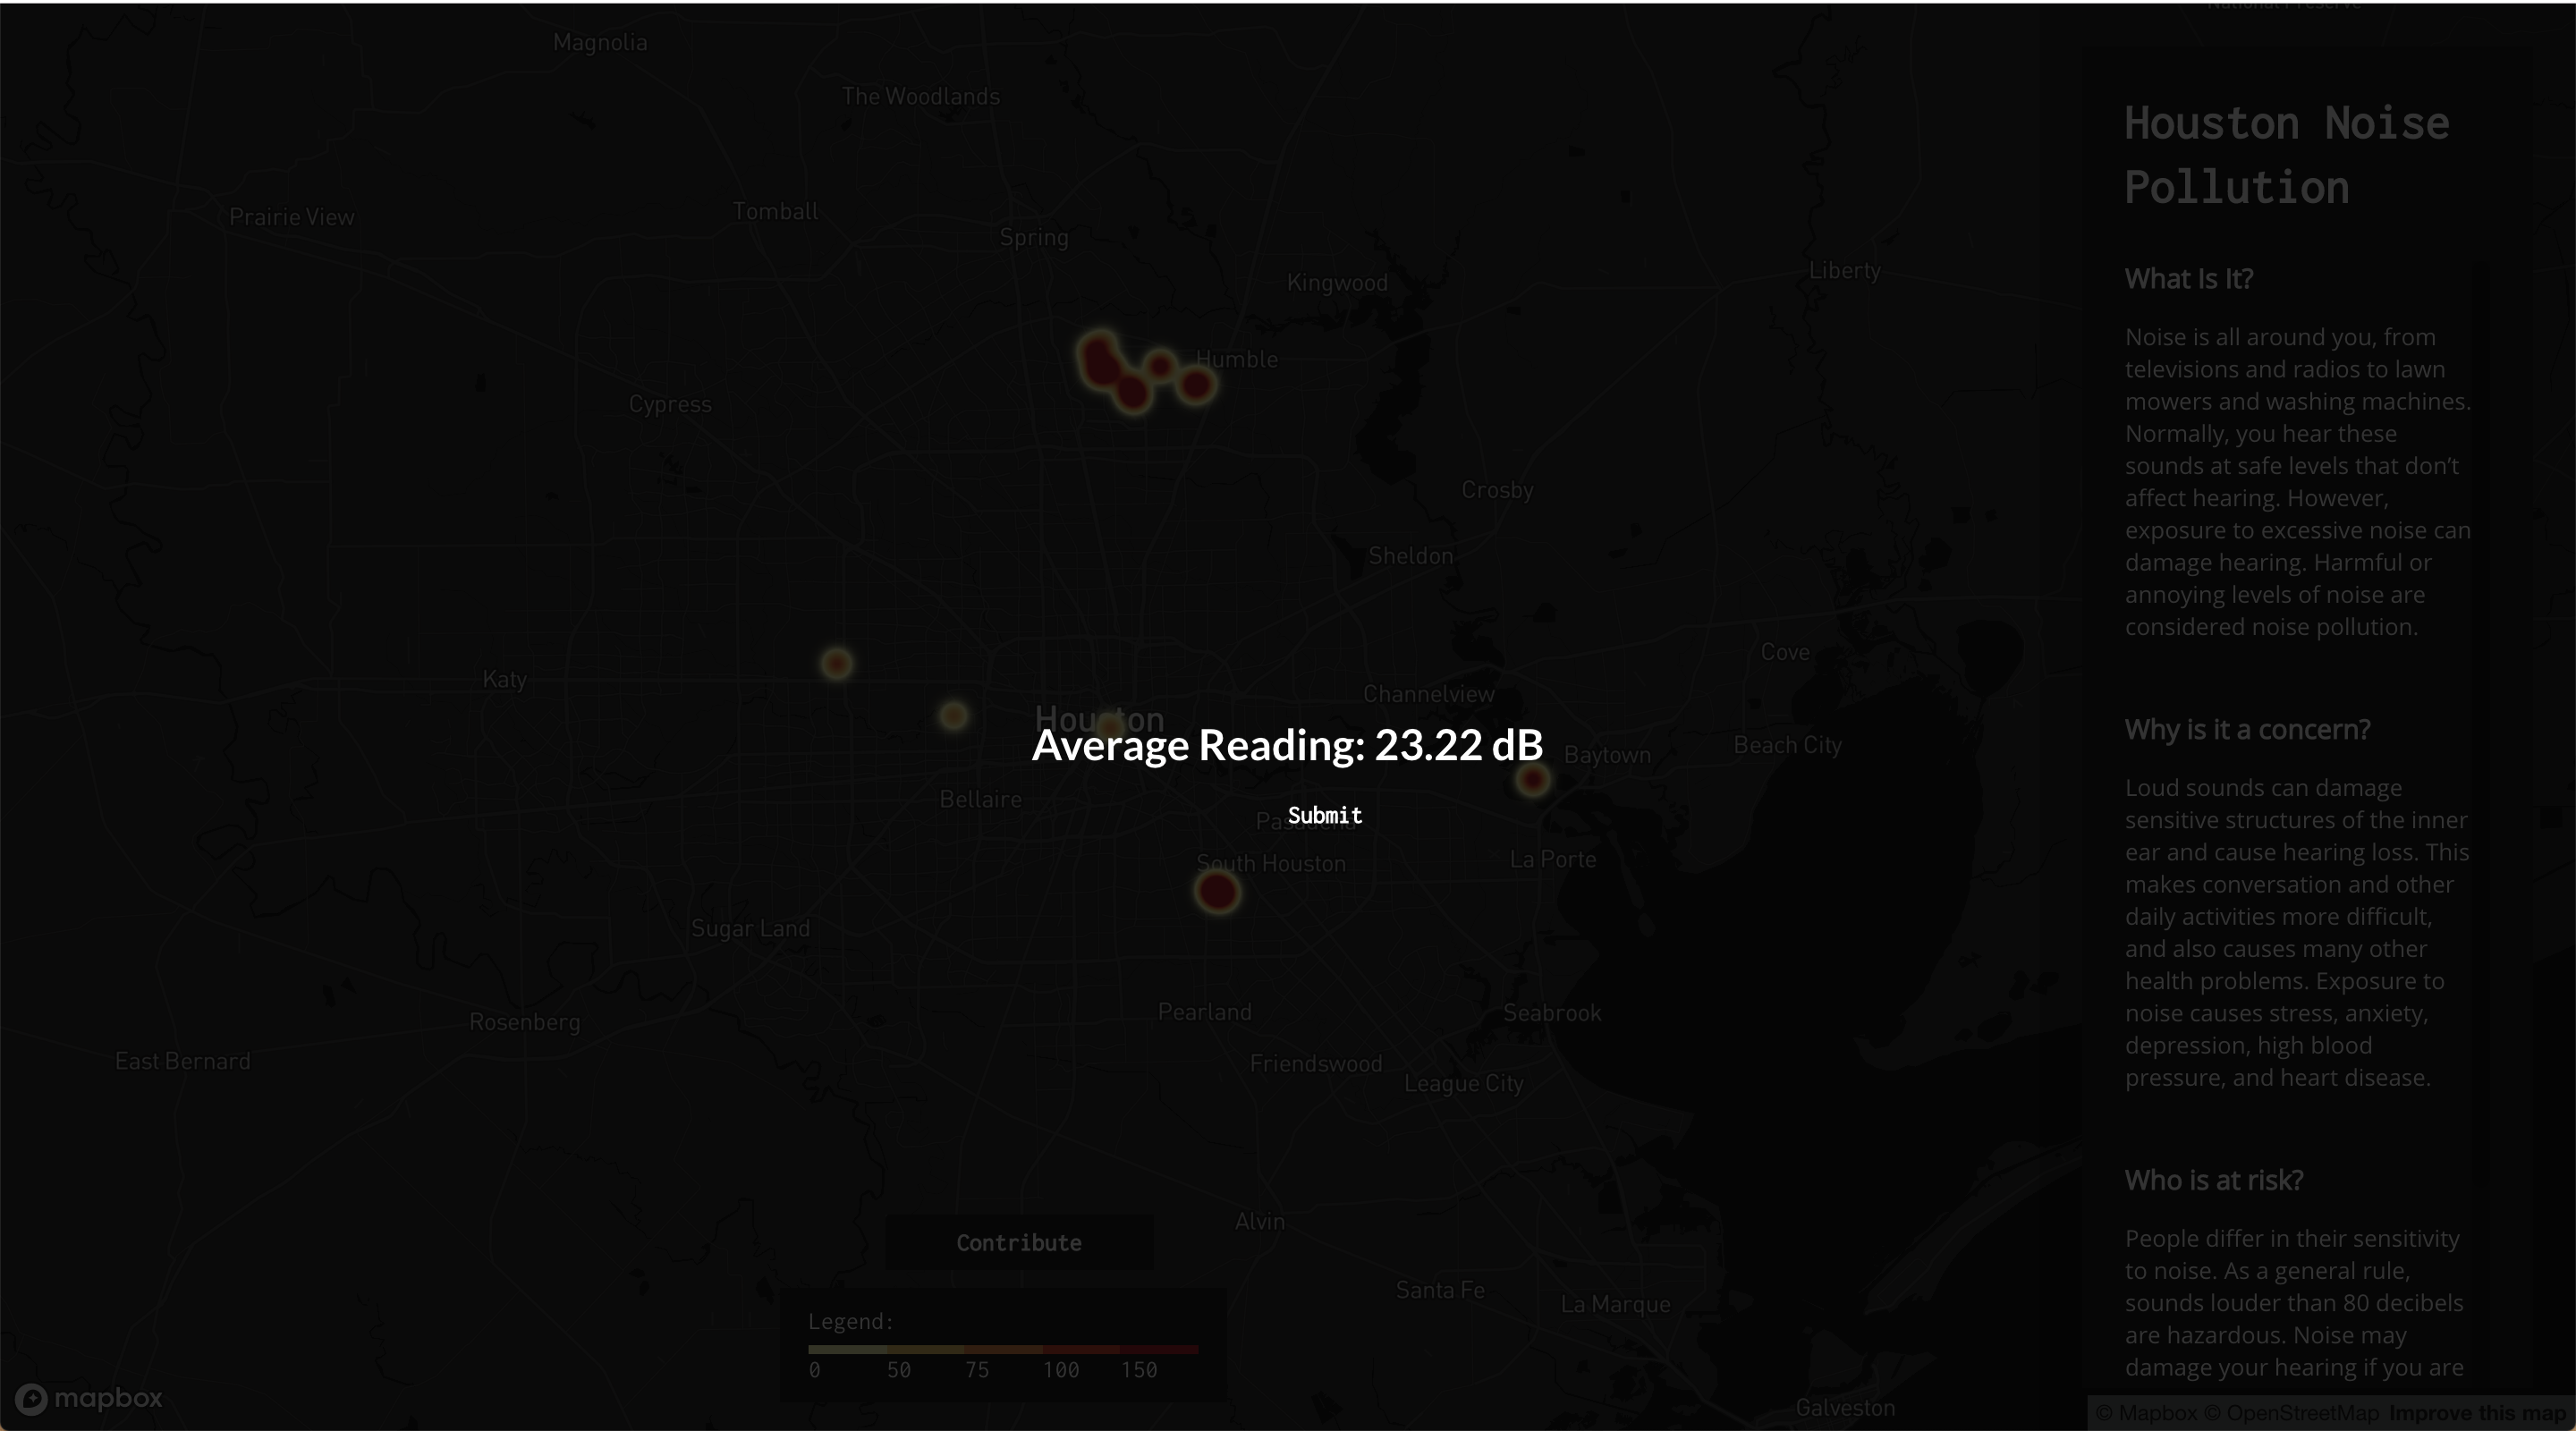 Magnolia
The Woodlands
Prairie View
Tomball
Spring
Kingwood
Liberty
Humble
Cypress
Crosby
Sheldon
Katy
Cove
Channelview
Houston
Average Reading: 23.22 dB
Baytown
Beach City
Bellaire
Submit
Pasadena
South Houston
La Porte
Sugar Land
Pearland
Seabrook
Rosenberg
East Bernard
Friendswood
League City
Alvin
Contribute
Santa Fe
La Marque
Legend:
0 50 75 100 150
mapbox
Galveston
National Preserve
Houston Noise
Pollution
What Is It?
Noise is all around you, from
televisions and radios to lawn
mowers and washing machines.
Normally, you hear these
sounds at safe levels that don’t
affect hearing. However,
exposure to excessive noise can
damage hearing. Harmful or
annoying levels of noise are
considered noise pollution.
Why is it a concern?
Loud sounds can damage
sensitive structures of the inner
ear and cause hearing loss. This
makes conversation and other
daily activities more difficult,
and also causes many other
health problems. Exposure to
noise causes stress, anxiety,
depression, high blood
pressure, and heart disease.
Who is at risk?
People differ in their sensitivity
to noise. As a general rule,
sounds louder than 80 decibels
are hazardous. Noise may
damage your hearing if you are
© Mapbox © OpenStreetMap Improve this map